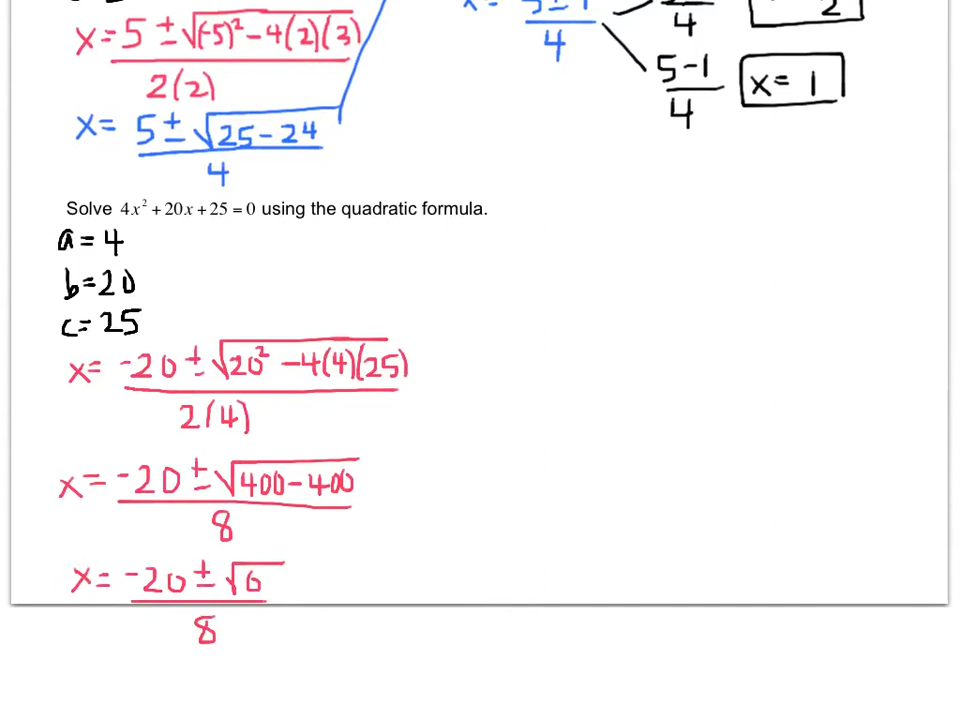 x = 5 ± √(-5)² - 4(2)(3)
2(2)
x = 5 ± √25 - 24
4
4
4
2
5 - 1
4
x = 1
Solve 4x² + 20x + 25 = 0 using the quadratic formula.
a = 4
b = 20
c = 25
x = -20 ± √20² - 4(4)(25)
2(4)
x = -20 ± √400 - 400
8
x = -20 ± √0
8